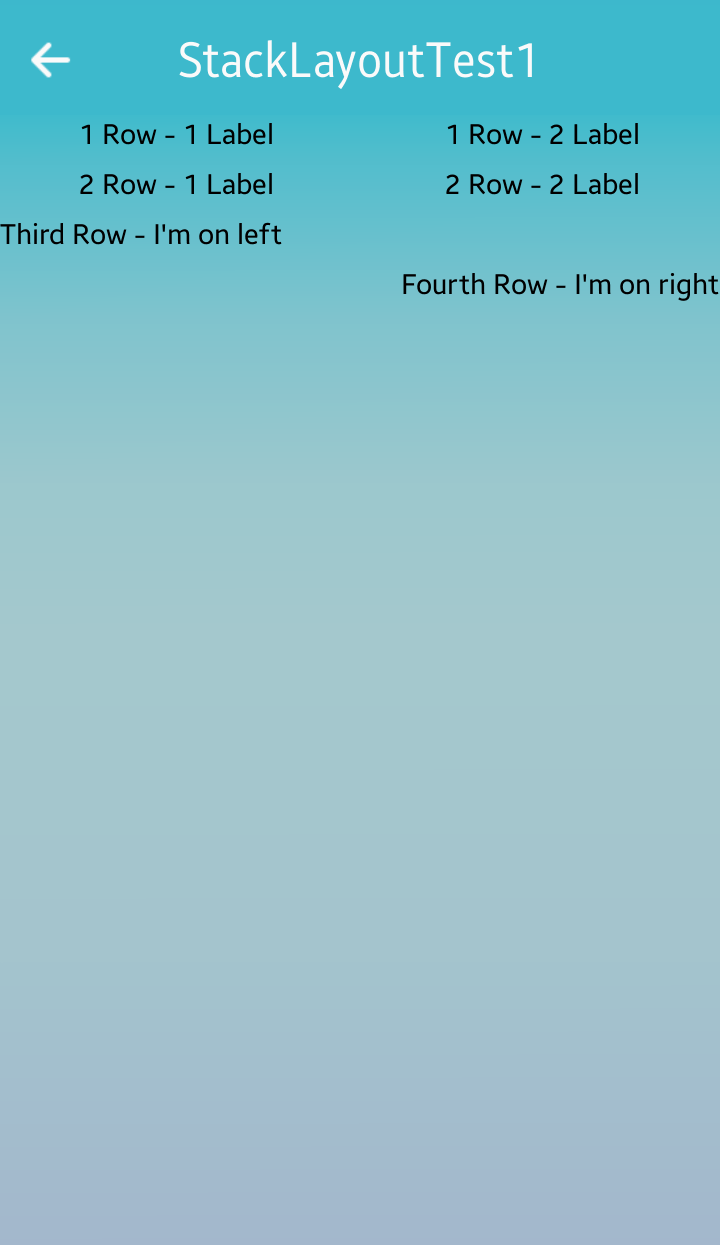 StackLayoutTest1
1 Row - 1 Label 1 Row - 2 Label
2 Row - 1 Label 2 Row - 2 Label
Third Row - I'm on left
Fourth Row - I'm on right